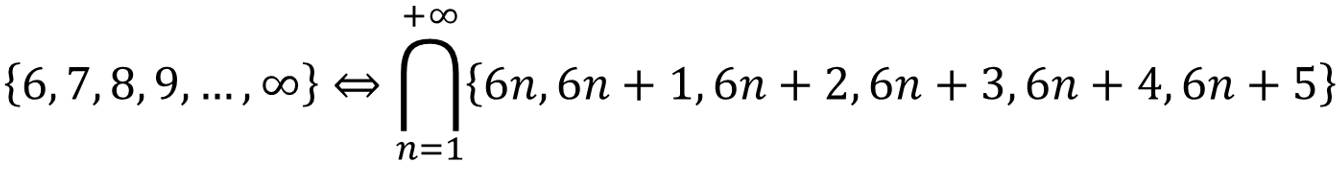 {6, 7, 8, 9, …, ∞} ⇔ ⋂_{n=1}^{+∞} {6n, 6n + 1, 6n + 2, 6n + 3, 6n + 4, 6n + 5}